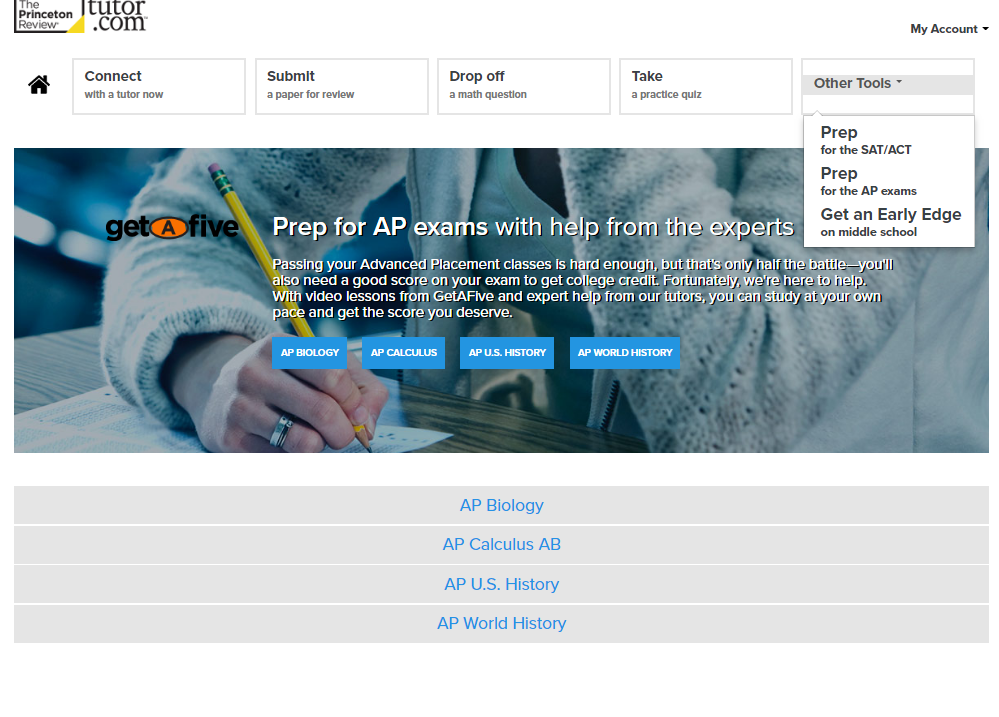 The
Princeton
Review
tutor
.com™
My Account
Connect
with a tutor now
Submit
a paper for review
Drop off
a math question
Take
a practice quiz
Other Tools
Prep
for the SAT/ACT
Prep
for the AP exams
Get an Early Edge
on middle school
getAfive
Prep for AP exams with help from the experts
Passing your Advanced Placement classes is hard enough, but that's only half the battle—you'll
also need a good score on your exam to get college credit. Fortunately, we're here to help.
With video lessons from GetAFive and expert help from our tutors, you can study at your own
pace and get the score you deserve.
AP BIOLOGY
AP CALCULUS
AP U.S. HISTORY
AP WORLD HISTORY
AP Biology
AP Calculus AB
AP U.S. History
AP World History